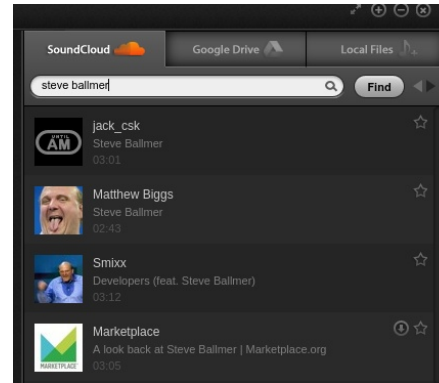 SoundCloud
Google Drive
Local Files
steve ballmer
Find
UNTIL
AM
jack_csk
Steve Ballmer
03:01
Matthew Biggs
Steve Ballmer
02:43
Smixx
Developers (feat. Steve Ballmer)
03:12
MARKETPLACE
Marketplace
A look back at Steve Ballmer | Marketplace.org
03:05